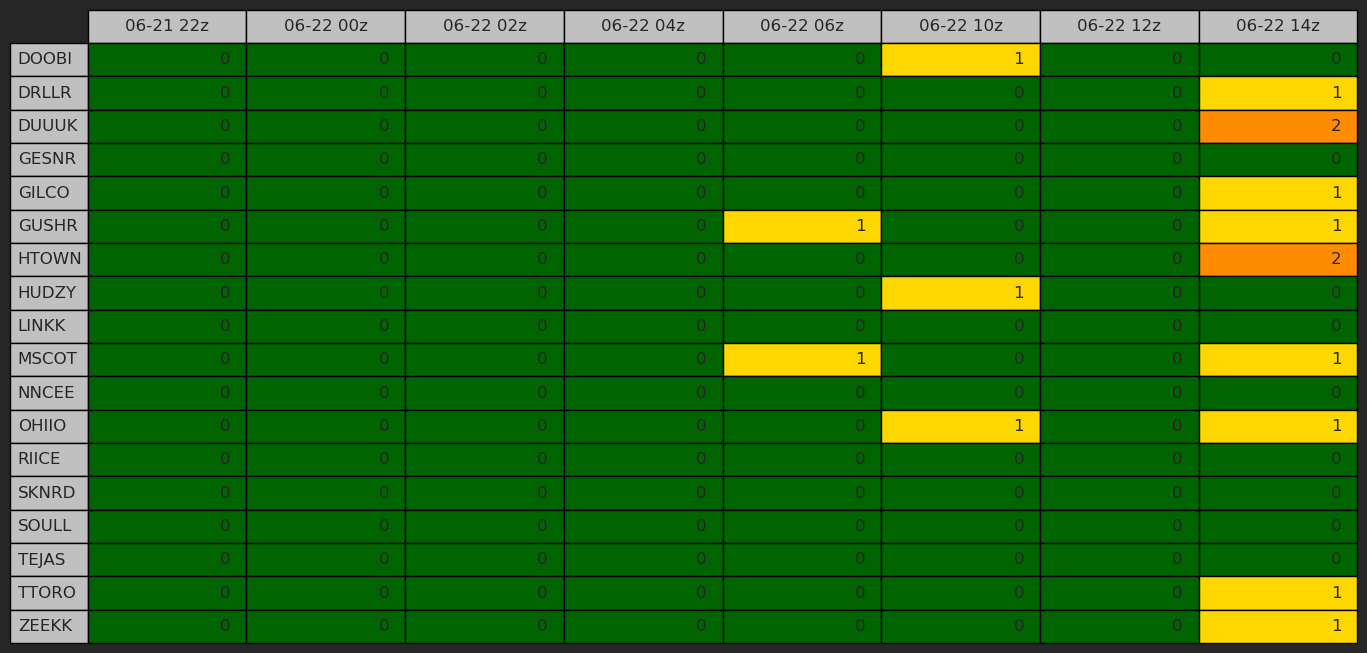 06-21 22z 06-22 00z 06-22 02z 06-22 04z 06-22 06z 06-22 10z 06-22 12z 06-22 14z
DOOBI 0 0 0 0 0 1 0 0
DRLLR 0 0 0 0 0 0 0 1
DUUUK 0 0 0 0 0 0 0 2
GESNR 0 0 0 0 0 0 0 0
GILCO 0 0 0 0 0 0 0 1
GUSHR 0 0 0 0 1 0 0 1
HTOWN 0 0 0 0 0 0 0 2
HUDZY 0 0 0 0 0 1 0 0
LINKK 0 0 0 0 0 0 0 0
MSCOT 0 0 0 0 1 0 0 1
NNCEE 0 0 0 0 0 0 0 0
OHIIO 0 0 0 0 0 1 0 1
RIICE 0 0 0 0 0 0 0 0
SKNRD 0 0 0 0 0 0 0 0
SOULL 0 0 0 0 0 0 0 0
TEJAS 0 0 0 0 0 0 0 0
TTORO 0 0 0 0 0 0 0 1
ZEEKK 0 0 0 0 0 0 0 1